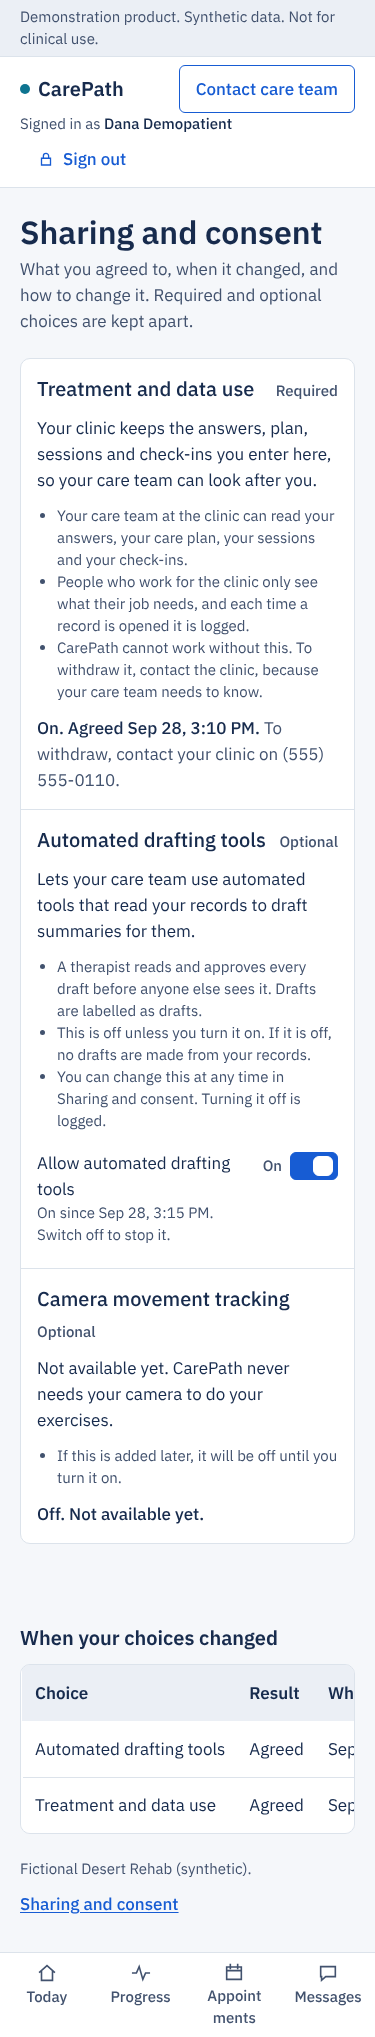 Demonstration product. Synthetic data. Not for
clinical use.
CarePath
Contact care team
Signed in as Dana Demopatient
Sign out
Sharing and consent
What you agreed to, when it changed, and
how to change it. Required and optional
choices are kept apart.
Treatment and data use Required
Your clinic keeps the answers, plan,
sessions and check-ins you enter here,
so your care team can look after you.
• Your care team at the clinic can read your
answers, your care plan, your sessions
and your check-ins.
• People who work for the clinic only see
what their job needs, and each time a
record is opened it is logged.
• CarePath cannot work without this. To
withdraw it, contact the clinic, because
your care team needs to know.
On. Agreed Sep 28, 3:10 PM. To
withdraw, contact your clinic on (555)
555-0110.
Automated drafting tools Optional
Lets your care team use automated
tools that read your records to draft
summaries for them.
• A therapist reads and approves every
draft before anyone else sees it. Drafts
are labelled as drafts.
• This is off unless you turn it on. If it is off,
no drafts are made from your records.
• You can change this at any time in
Sharing and consent. Turning it off is
logged.
Allow automated drafting
tools
On
On since Sep 28, 3:15 PM.
Switch off to stop it.
Camera movement tracking
Optional
Not available yet. CarePath never
needs your camera to do your
exercises.
• If this is added later, it will be off until you
turn it on.
Off. Not available yet.
When your choices changed
Choice Result Wh
Automated drafting tools Agreed Sep
Treatment and data use Agreed Sep
Fictional Desert Rehab (synthetic).
Sharing and consent
Today
Progress
Appoint
ments
Messages